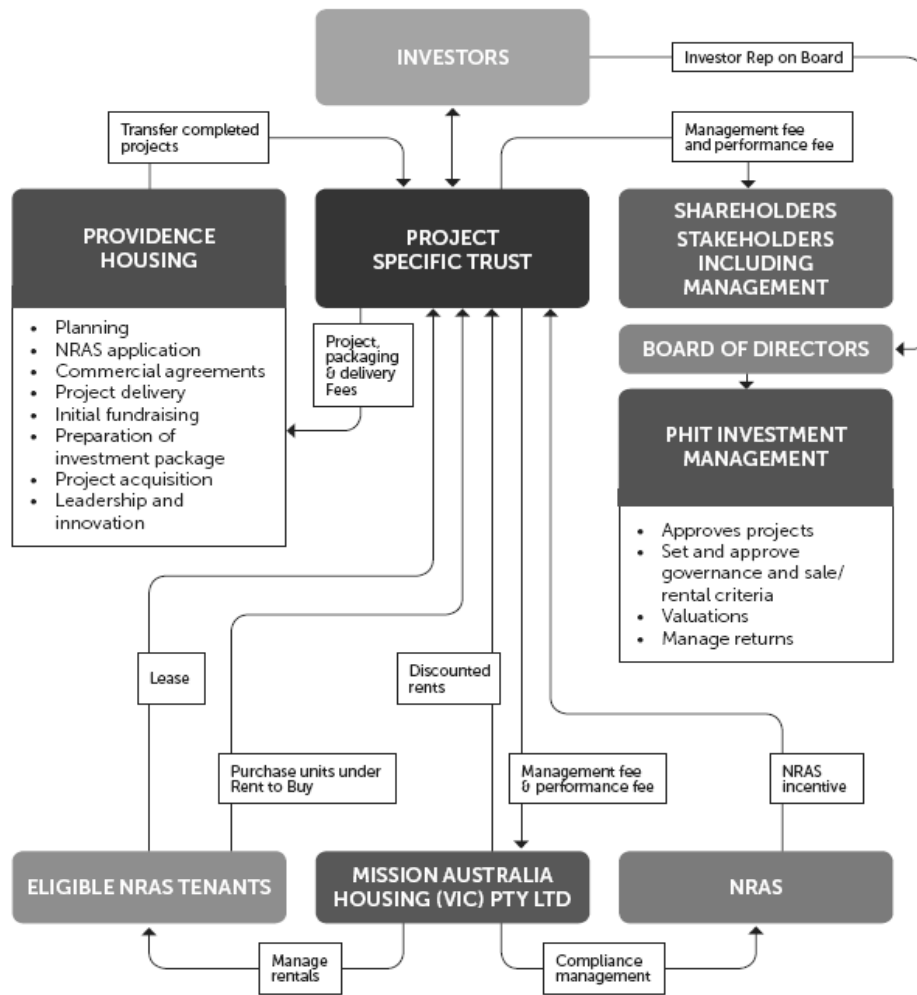 INVESTORS
Investor Rep on Board
Transfer completed
projects
Management fee
and performance fee
PROVIDENCE
HOUSING
PROJECT
SPECIFIC TRUST
SHAREHOLDERS
STAKEHOLDERS
INCLUDING
MANAGEMENT
• Planning
• NRAS application
• Commercial agreements
• Project delivery
• Initial fundraising
• Preparation of
investment package
• Project acquisition
• Leadership and
innovation
Project,
packaging
& delivery
Fees
BOARD OF DIRECTORS
PHIT INVESTMENT
MANAGEMENT
• Approves projects
• Set and approve
governance and sale/
rental criteria
• Valuations
• Manage returns
Lease
Discounted
rents
Purchase units under
Rent to Buy
Management fee
& performance fee
NRAS
incentive
ELIGIBLE NRAS TENANTS
MISSION AUSTRALIA
HOUSING (VIC) PTY LTD
NRAS
Manage
rentals
Compliance
management